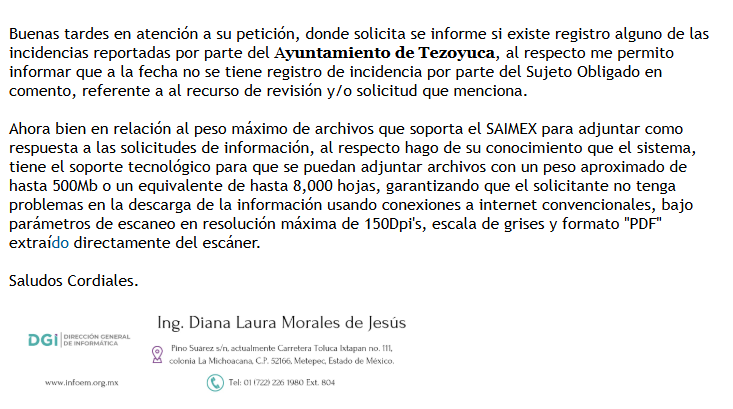 Buenas tardes en atención a su petición, donde solicita se informe si existe registro alguno de las
incidencias reportadas por parte del Ayuntamiento de Tezoyuca, al respecto me permito
informar que a la fecha no se tiene registro de incidencia por parte del Sujeto Obligado en
comento, referente a al recurso de revisión y/o solicitud que menciona.
Ahora bien en relación al peso máximo de archivos que soporta el SAIMEX para adjuntar como
respuesta a las solicitudes de información, al respecto hago de su conocimiento que el sistema,
tiene el soporte tecnológico para que se puedan adjuntar archivos con un peso aproximado de
hasta 500Mb o un equivalente de hasta 8,000 hojas, garantizando que el solicitante no tenga
problemas en la descarga de la información usando conexiones a internet convencionales, bajo
parámetros de escaneo en resolución máxima de 150Dpi's, escala de grises y formato "PDF"
extraído directamente del escáner.
Saludos Cordiales.
Ing. Diana Laura Morales de Jesús
DGi DIRECCIÓN GENERAL
DE INFORMÁTICA
Pino Suarez s/n, actualmente Carretera Toluca Ixtapan no. 111,
colonia La Michoacana, C.P. 52166, Metepec, Estado de México.
www.infoem.org.mx
Tel: 01 (722) 226 1980 Ext. 804